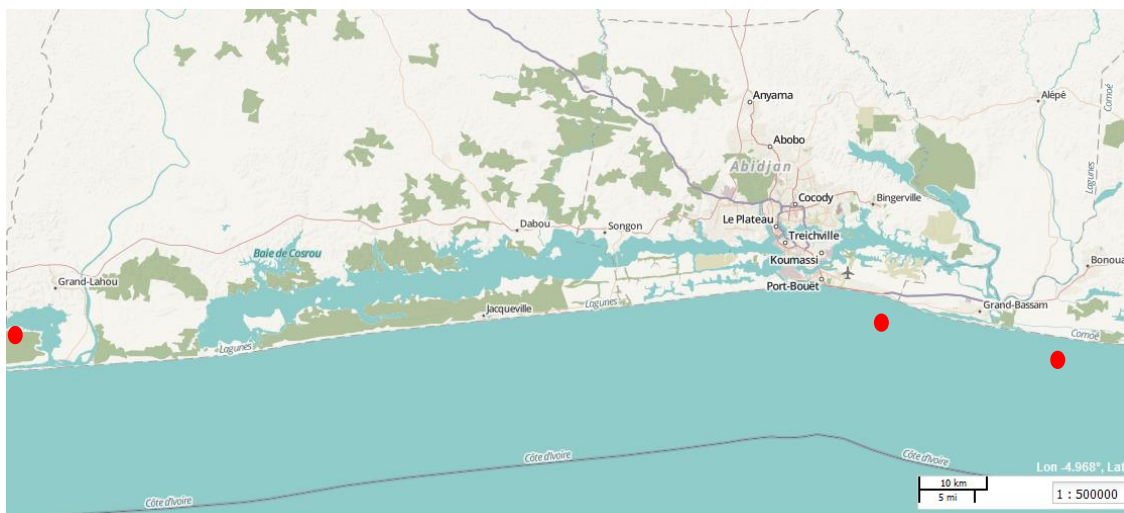 Anyama
Alépé
Comoé
Abobo
Abidjan
Lagunes
Cocody
Bingerville
Le Plateau
Dabou
Songon
Treichville
Baie de Cosrou
Koumassi
Bonoua
Grand-Lahou
Port-Bouët
Lagunes
Jacqueville
Grand-Bassam
Comoé
Lagunes
Côte d'Ivoire
Côte d'Ivoire
Côte d'Ivoire
Lon -4.968°, Lat
10 km
5 mi
1 : 500000